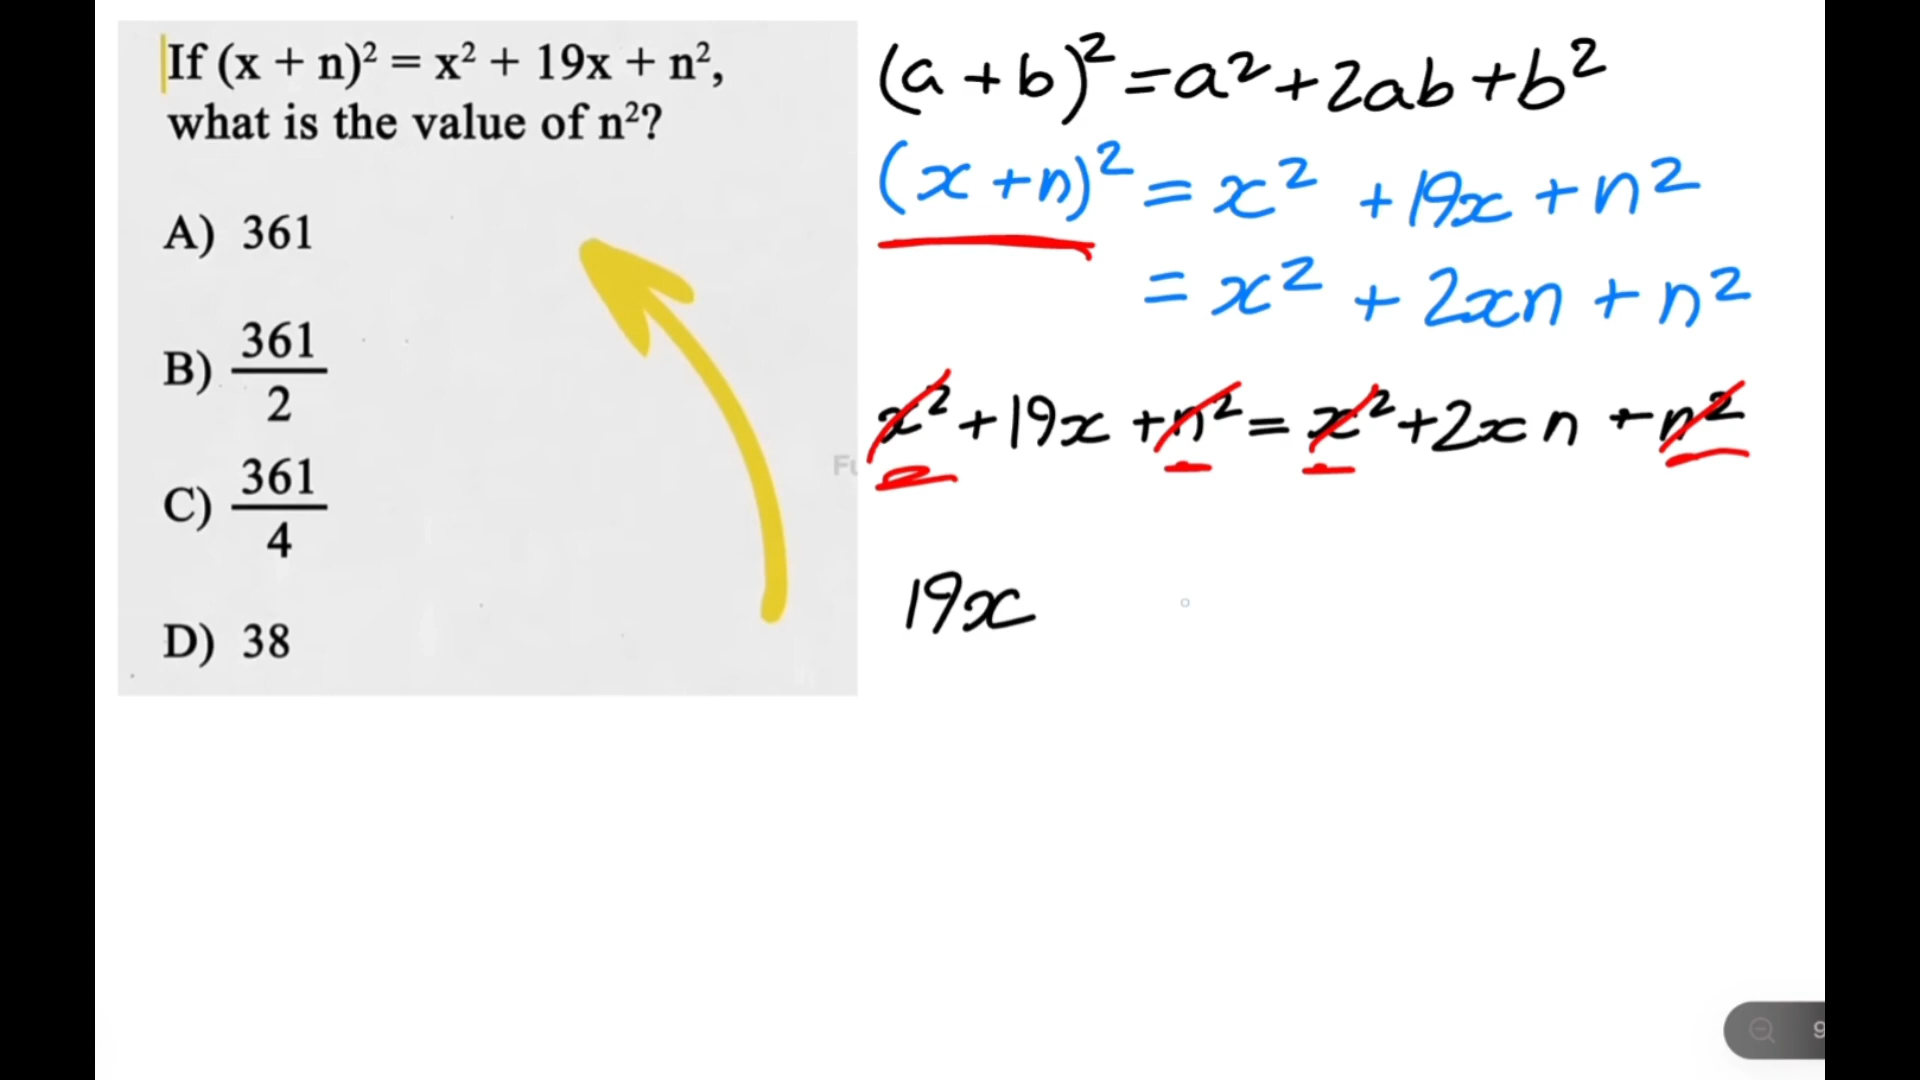 If (x + n)² = x² + 19x + n²,
what is the value of n²?
A) 361
B) 361/2
C) 361/4
D) 38
(a + b)² = a² + 2ab + b²
(x + n)² = x² + 19x + n²
= x² + 2xn + n²
x² + 19x + n² = x² + 2xn + n²
19x